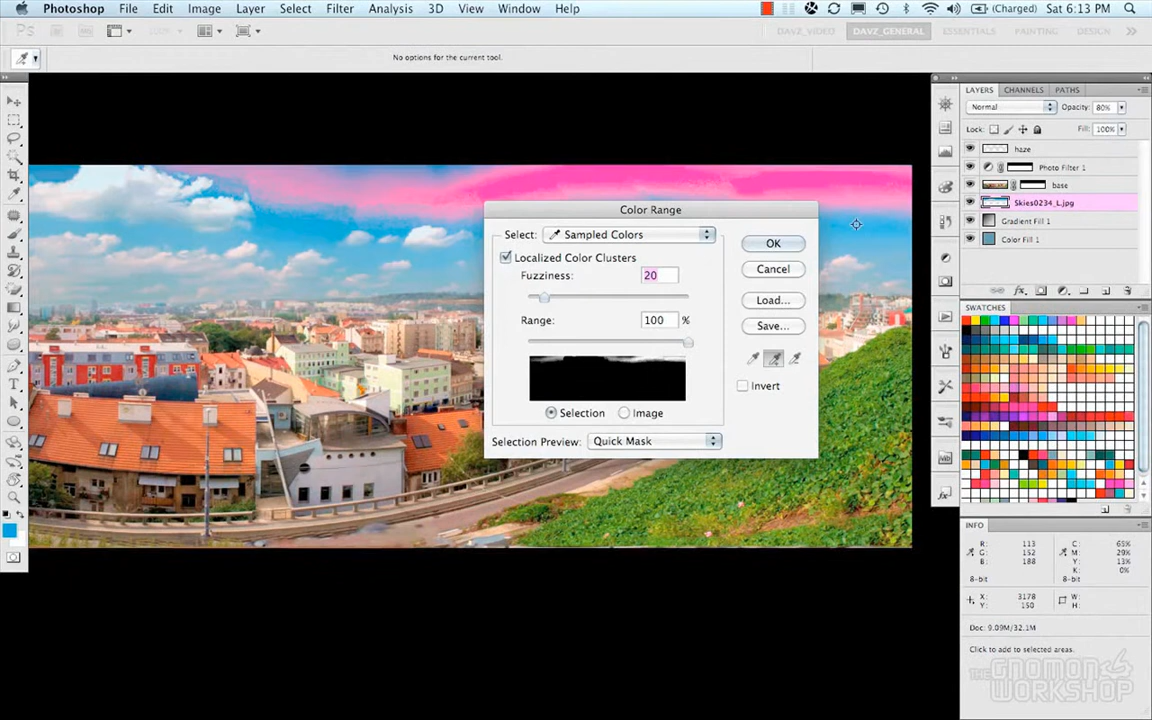 Photoshop File Edit Image Layer Select Filter Analysis 3D View Window Help (Charged) Sat 6:13 PM
DAVZ_VIDEO DAVZ_GENERAL ESSENTIALS PAINTING DESIGN
No options for the current tool.
LAYERS CHANNELS PATHS
Normal Opacity: 80%
Lock: Fill: 100%
haze
Photo Filter 1
base
Skies0234_L.jpg
Gradient Fill 1
Color Fill 1
Color Range
Select: Sampled Colors
Localized Color Clusters
Fuzziness: 20
Range: 100 %
Selection Image
Selection Preview: Quick Mask
OK
Cancel
Load...
Save...
Invert
SWATCHES
INFO
R: 113 C: 65%
G: 152 M: 29%
B: 188 Y: 13%
K: 0%
8-bit 8-bit
X: 3178 W:
Y: 150 H:
Doc: 9.09M/32.1M
Click to add to selected areas.
THE GNOMON WORKSHOP